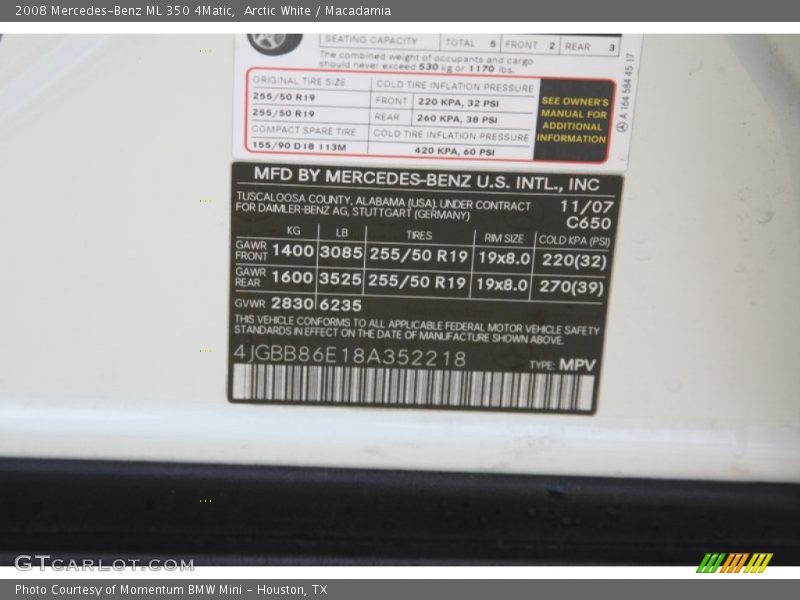 2008 Mercedes-Benz ML 350 4Matic,  Arctic White / Macadamia
SEATING CAPACITY TOTAL 5 FRONT 2 REAR 3
The combined weight of occupants and cargo
should never exceed 530 kg or 1170 lbs.
ORIGINAL TIRE SIZE COLD TIRE INFLATION PRESSURE
255/50 R19 FRONT 220 KPA, 32 PSI
255/50 R19 REAR 260 KPA, 38 PSI
COMPACT SPARE TIRE COLD TIRE INFLATION PRESSURE
155/90 D18 113M 420 KPA, 60 PSI
SEE OWNER'S
MANUAL FOR
ADDITIONAL
INFORMATION
A 164 584 45 17
MFD BY MERCEDES-BENZ U.S. INTL., INC
TUSCALOOSA COUNTY, ALABAMA (USA), UNDER CONTRACT
FOR DAIMLER-BENZ AG, STUTTGART (GERMANY)
11/07
C650
KG LB TIRES RIM SIZE COLD KPA (PSI)
GAWR FRONT 1400 3085 255/50 R19 19x8.0 220(32)
GAWR REAR 1600 3525 255/50 R19 19x8.0 270(39)
GVWR 2830 6235
THIS VEHICLE CONFORMS TO ALL APPLICABLE FEDERAL MOTOR VEHICLE SAFETY
STANDARDS IN EFFECT ON THE DATE OF MANUFACTURE SHOWN ABOVE.
4JGBB86E18A352218 TYPE: MPV
GTCARLOT.COM
Photo Courtesy of Momentum BMW Mini - Houston, TX